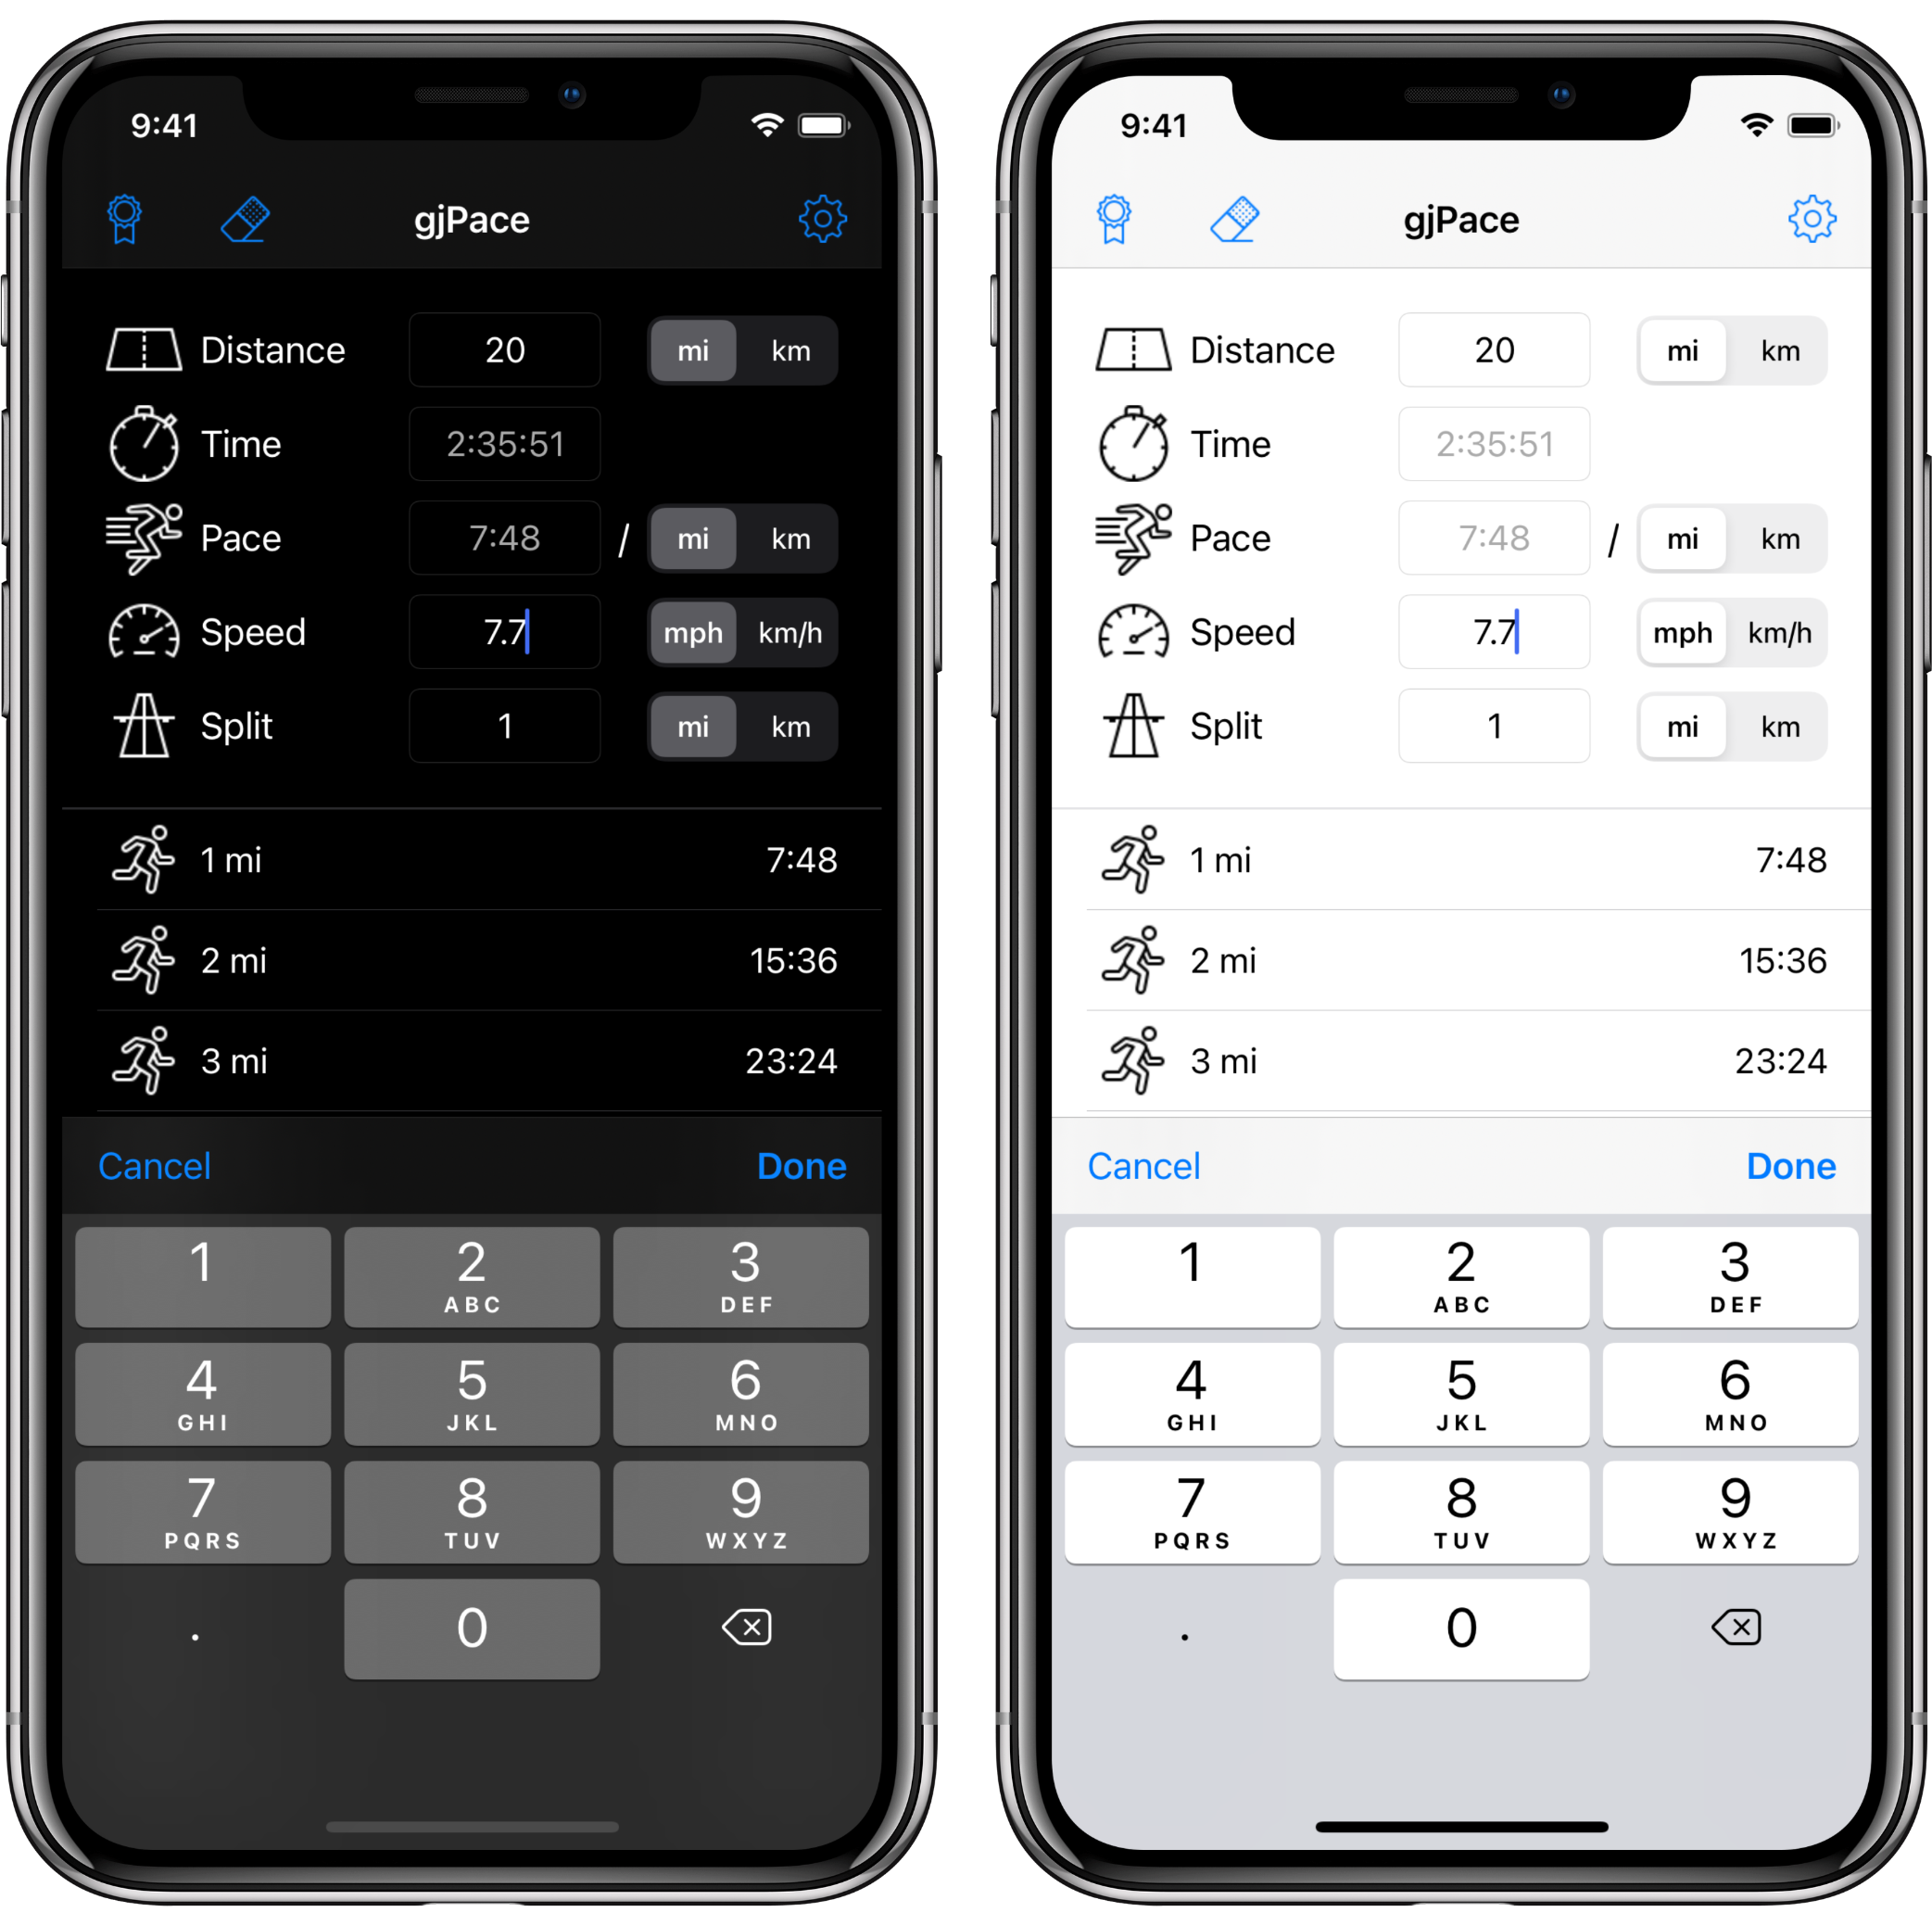 9:41
gjPace
Distance 20 mi km
Time 2:35:51
Pace 7:48 / mi km
Speed 7.7 mph km/h
Split 1 mi km
1 mi 7:48
2 mi 15:36
3 mi 23:24
Cancel Done
1 2 3
ABC DEF
4 5 6
GHI JKL MNO
7 8 9
PQRS TUV WXYZ
. 0
9:41
gjPace
Distance 20 mi km
Time 2:35:51
Pace 7:48 / mi km
Speed 7.7 mph km/h
Split 1 mi km
1 mi 7:48
2 mi 15:36
3 mi 23:24
Cancel Done
1 2 3
ABC DEF
4 5 6
GHI JKL MNO
7 8 9
PQRS TUV WXYZ
. 0